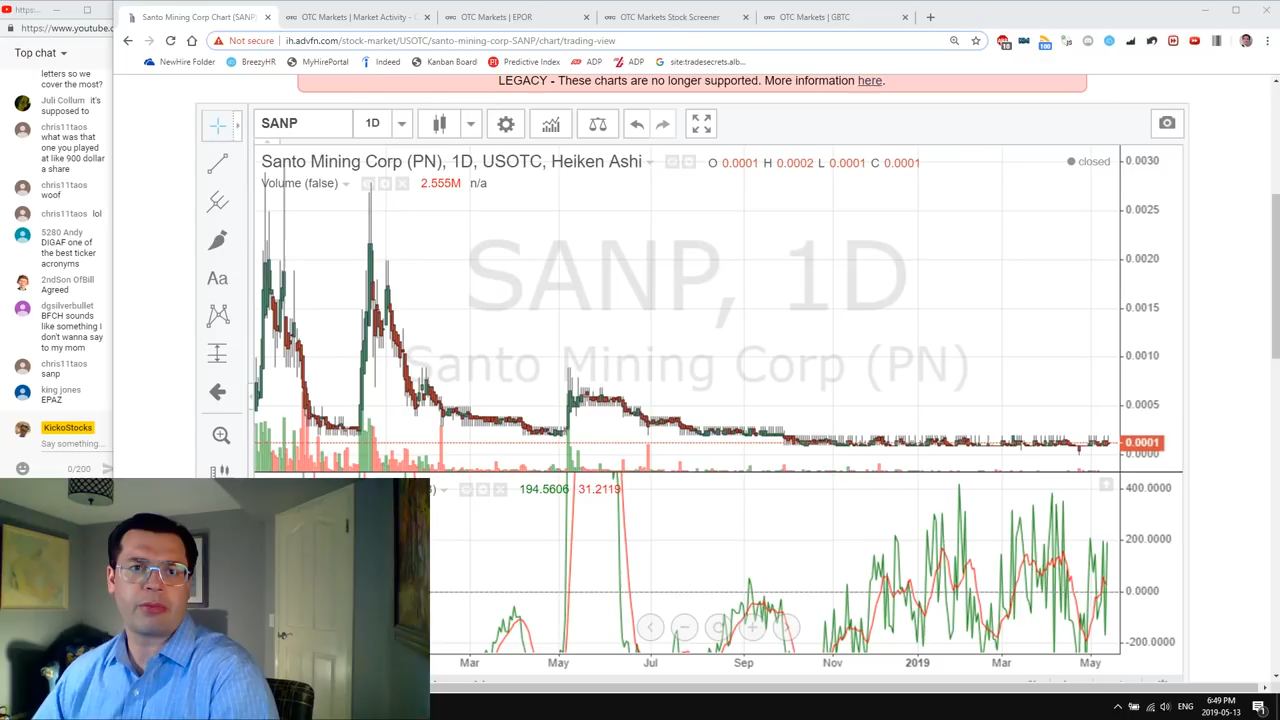 https
Santo Mining Corp Chart (SANP)
OTC Markets | Market Activity -
OTC Markets | EPOR
OTC Markets Stock Screener
OTC Markets | GBTC
https://www.youtube.c
Not secure
ih.advfn.com/stock-market/USOTC/santo-mining-corp-SANP/chart/trading-view
NewHire Folder
BreezyHR
MyHirePortal
Indeed
Kanban Board
Predictive Index
ADP
ADP
site:tradesecrets.alb...
LEGACY - These charts are no longer supported. More information here.
Top chat
letters so we
cover the most?
Juli Collum it's
supposed to
chris11taos
what was that
one you played
at like 900 dollar
a share
chris11taos
woof
chris11taos lol
5280 Andy
DIGAF one of
the best ticker
acronyms
2ndSon OfBill
Agreed
dgsilverbullet
BFCH sounds
like something I
don't wanna say
to my mom
chris11taos
sanp
king jones
EPAZ
KickoStocks
Say something...
0/200
SANP
1D
Santo Mining Corp (PN), 1D, USOTC, Heiken Ashi
O 0.0001 H 0.0002 L 0.0001 C 0.0001
closed
Volume (false)
2.555M n/a
Aa
SANP, 1D
Santo Mining Corp (PN)
0.0030
0.0025
0.0020
0.0015
0.0010
0.0005
0.0001
0.0000
194.5606 31.2119
400.0000
200.0000
0.0000
-200.0000
Mar
May
Jul
Sep
Nov
2019
Mar
May
ENG
6:49 PM
2019-05-13